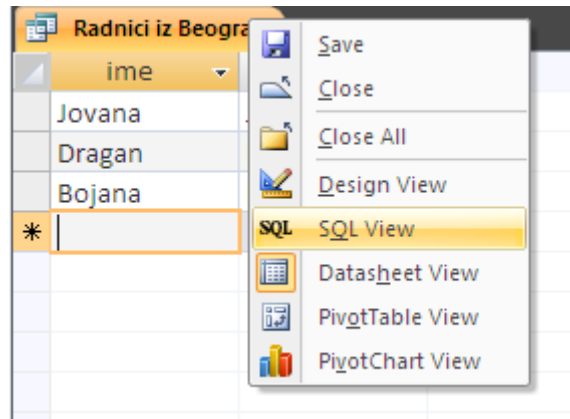 Radnici iz Beogra
ime
Jovana
Dragan
Bojana
Save
Close
Close All
Design View
SQL SQL View
Datasheet View
PivotTable View
PivotChart View